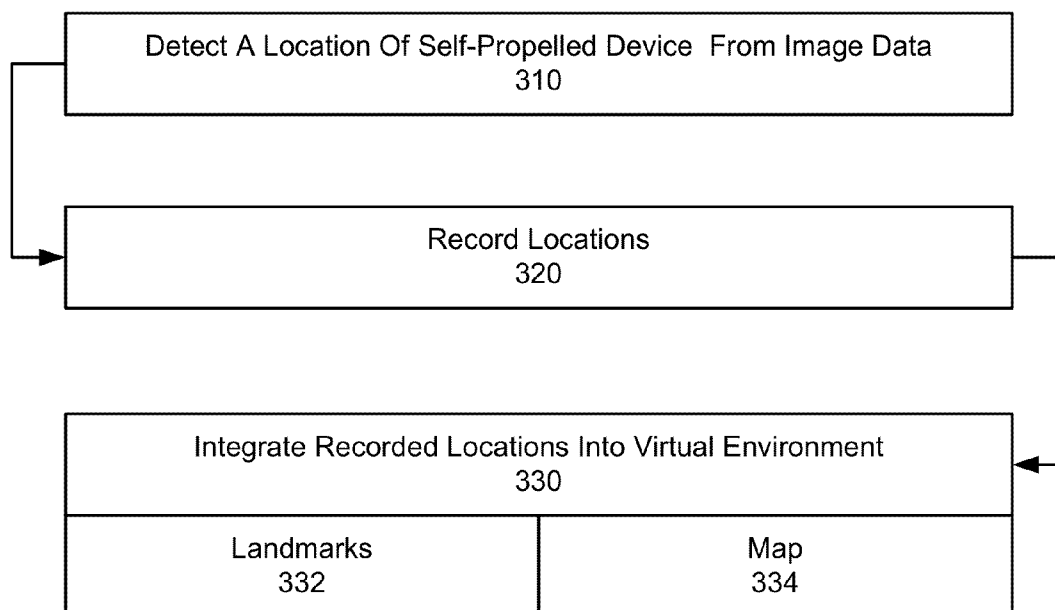 Detect A Location Of Self-Propelled Device From Image Data
310
Record Locations
320
Integrate Recorded Locations Into Virtual Environment
330
Landmarks
332
Map
334